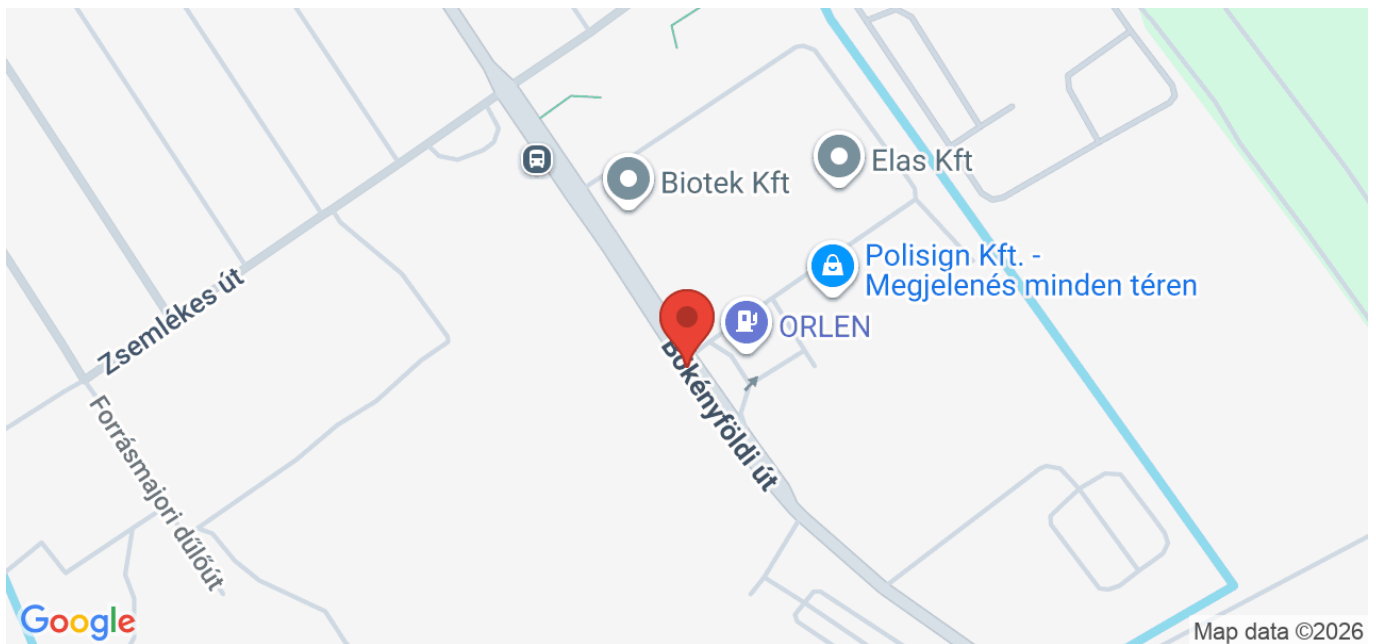 Biotek Kft
Elas Kft
Zsemlékes út
Polisign Kft. -
Megjelenés minden téren
ORLEN
Bökényföldi út
Forrásmajori dűlőút
Google
Map data ©2026